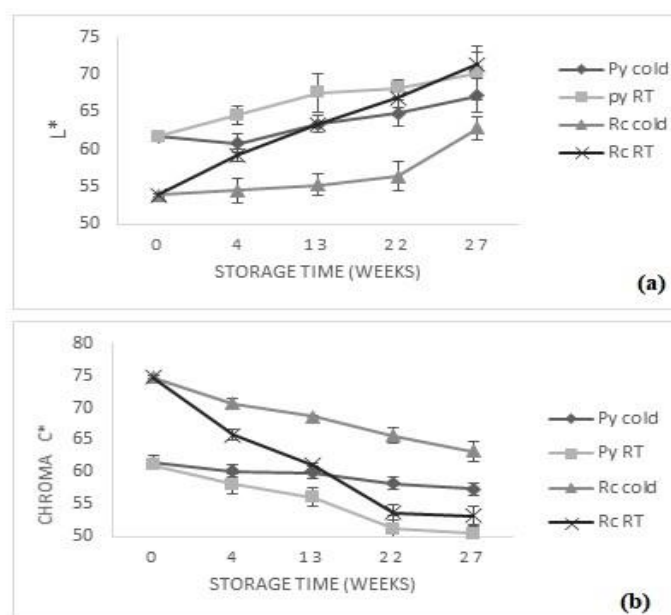 75
70
65
60
55
50
L*
0 4 13 22 27
STORAGE TIME (WEEKS)
Py cold
py RT
Rc cold
Rc RT
(a)
80
75
70
65
60
55
50
CHROMA C*
0 4 13 22 27
STORAGE TIME (WEEKS)
Py cold
Py RT
Rc cold
Rc RT
(b)